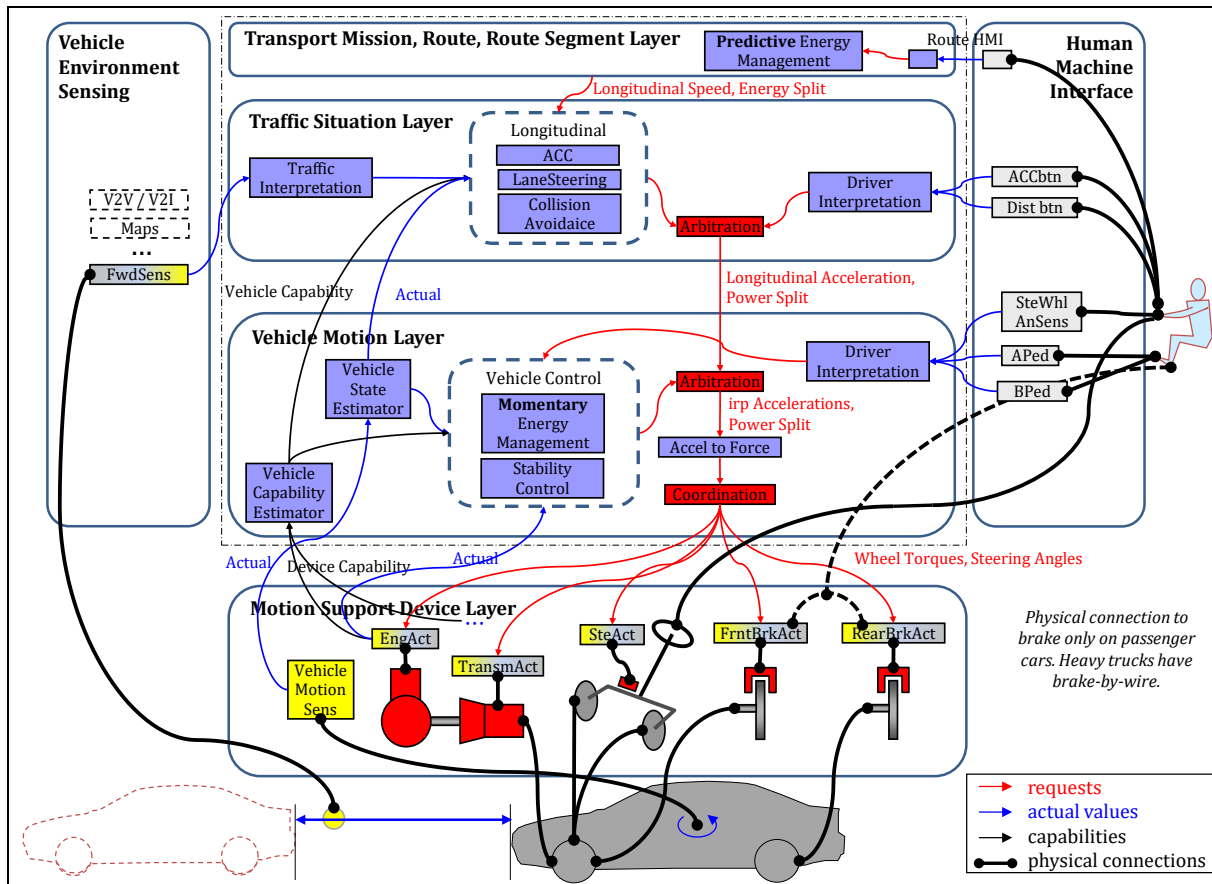 Vehicle
Environment
Sensing
V2V / V2I
Maps
...
FwdSens
Transport Mission, Route, Route Segment Layer
Predictive Energy
Management
Route HMI
Human
Machine
Interface
Longitudinal Speed, Energy Split
Traffic Situation Layer
Longitudinal
ACC
LaneSteering
Collision
Avoidaice
Traffic
Interpretation
Arbitration
Driver
Interpretation
ACCbtn
Dist btn
Vehicle Capability
Actual
Longitudinal Acceleration,
Power Split
Vehicle Motion Layer
Vehicle
State
Estimator
Vehicle Control
Momentary
Energy
Management
Stability
Control
Arbitration
Driver
Interpretation
SteWhl
AnSens
APed
BPed
irp Accelerations,
Power Split
Accel to Force
Coordination
Vehicle
Capability
Estimator
Actual
Device Capability
Actual
Wheel Torques, Steering Angles
Motion Support Device Layer
...
EngAct
TransmAct
SteAct
FrntBrkAct
RearBrkAct
Vehicle
Motion
Sens
Physical connection to
brake only on passenger
cars. Heavy trucks have
brake-by-wire.
requests
actual values
capabilities
physical connections